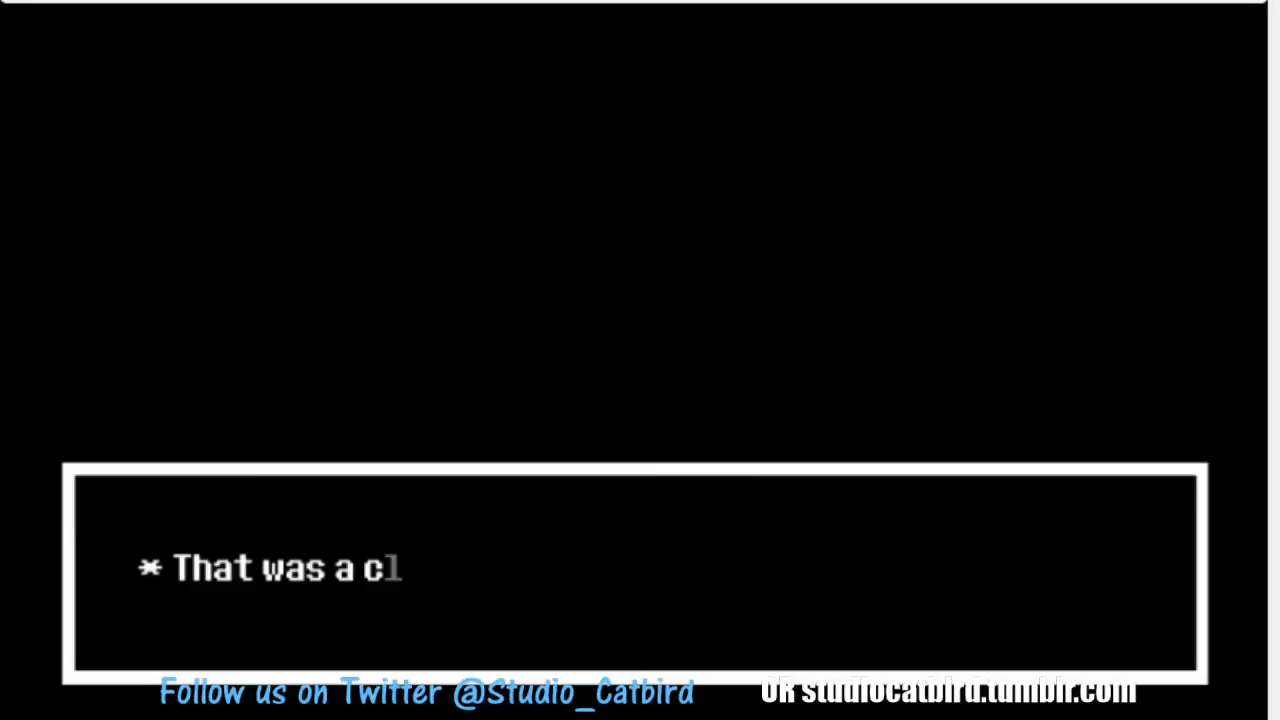 * That was a cl
Follow us on Twitter @Studio_Catbird
OR studiocatbird.tumblr.com